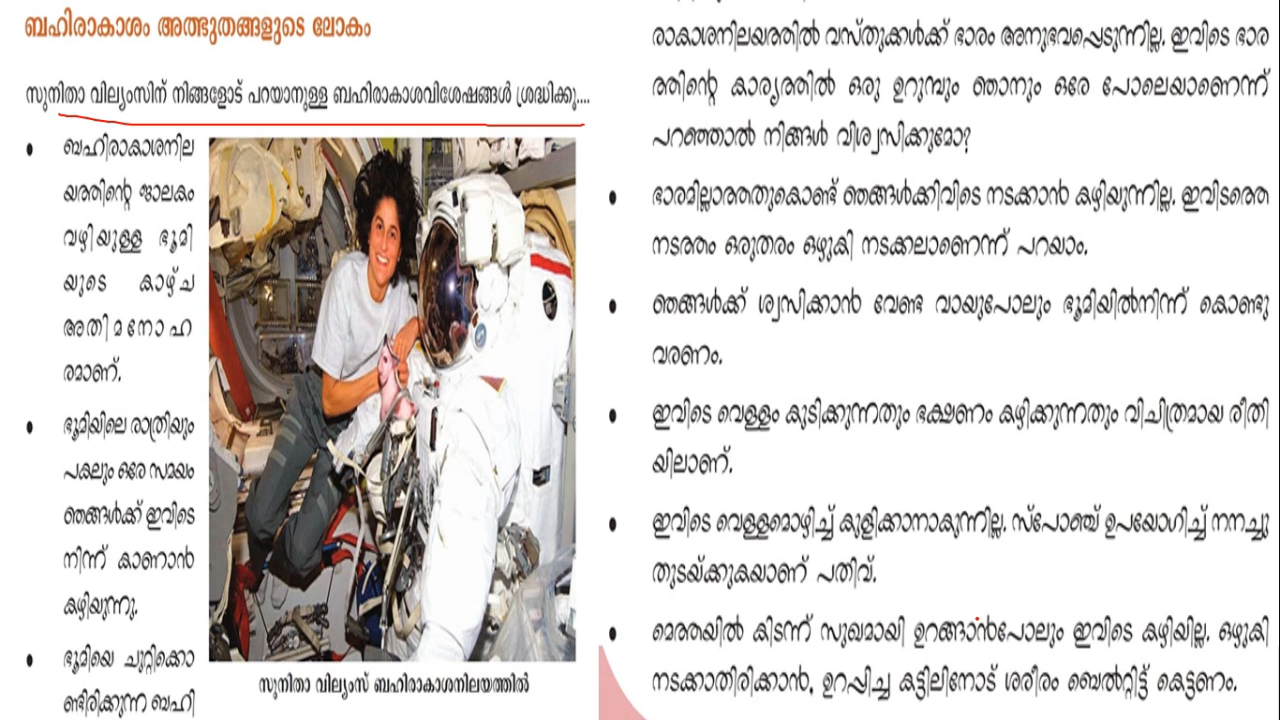 ബഹിരാകാശം അത്ഭുതങ്ങളുടെ ലോകം
സുനിതാ വില്യംസിന് നിങ്ങളോട് പറയാനുള്ള ബഹിരാകാശവിശേഷങ്ങൾ ശ്രദ്ധിക്കൂ....
• ബഹിരാകാശനില
യത്തിന്റെ ജാലകം
വഴിയുള്ള ഭൂമി
യുടെ കാഴ്ച
അതിമനോഹ
രമാണ്.
• ഭൂമിയിലെ രാത്രിയും
പകലും ഒരേ സമയം
ഞങ്ങൾക്ക് ഇവിടെ
നിന്ന് കാണാൻ
കഴിയുന്നു.
• ഭൂമിയെ ചുറ്റിക്കൊ
ണ്ടിരിക്കുന്ന ബഹി
സുനിതാ വില്യംസ് ബഹിരാകാശനിലയത്തിൽ
രാകാശനിലയത്തിൽ വസ്തുക്കൾക്ക് ഭാരം അനുഭവപ്പെടുന്നില്ല. ഇവിടെ ഭാര
ത്തിന്റെ കാര്യത്തിൽ ഒരു ഉറുമ്പും ഞാനും ഒരേ പോലെയാണെന്ന്
പറഞ്ഞാൽ നിങ്ങൾ വിശ്വസിക്കുമോ?
• ഭാരമില്ലാത്തതുകൊണ്ട് ഞങ്ങൾക്കിവിടെ നടക്കാൻ കഴിയുന്നില്ല. ഇവിടത്തെ
നടത്തം ഒരുതരം ഒഴുകി നടക്കലാണെന്ന് പറയാം.
• ഞങ്ങൾക്ക് ശ്വസിക്കാൻ വേണ്ട വായുപോലും ഭൂമിയിൽനിന്ന് കൊണ്ടു
വരണം.
• ഇവിടെ വെള്ളം കുടിക്കുന്നതും ഭക്ഷണം കഴിക്കുന്നതും വിചിത്രമായ രീതി
യിലാണ്.
• ഇവിടെ വെള്ളമൊഴിച്ച് കുളിക്കാനാകുന്നില്ല. സ്പോഞ്ച് ഉപയോഗിച്ച് നനച്ചു
തുടയ്ക്കുകയാണ് പതിവ്.
• മെത്തയിൽ കിടന്ന് സുഖമായി ഉറങ്ങാൻപോലും ഇവിടെ കഴിയില്ല. ഒഴുകി
നടക്കാതിരിക്കാൻ, ഉറപ്പിച്ച കട്ടിലിനോട് ശരീരം ബെൽറ്റിട്ട് കെട്ടണം.